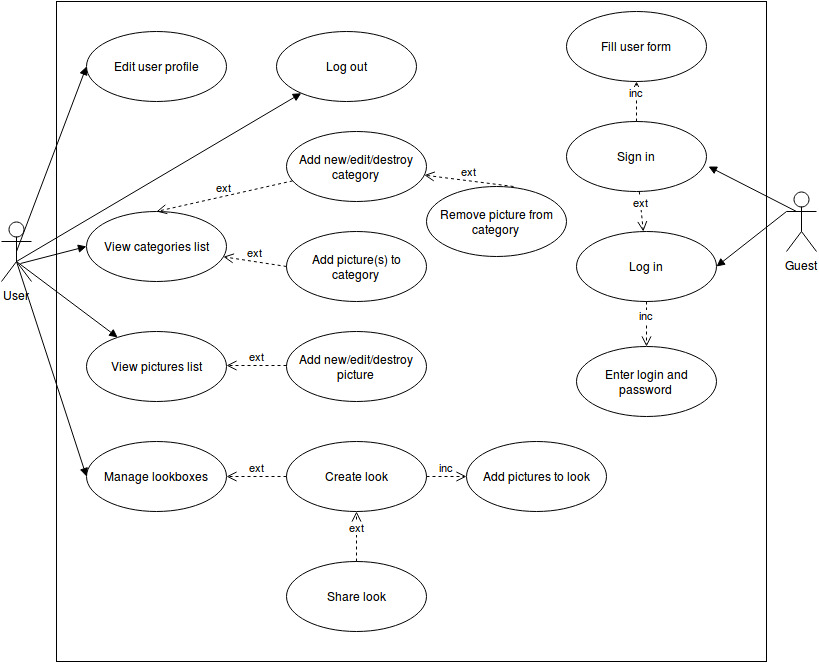 Edit user profile
Log out
Fill user form
inc
Add new/edit/destroy
category
ext
Sign in
ext
Remove picture from
category
ext
User
View categories list
ext
Add picture(s) to
category
Log in
Guest
inc
View pictures list
ext
Add new/edit/destroy
picture
Enter login and
password
Manage lookboxes
ext
Create look
inc
Add pictures to look
ext
Share look